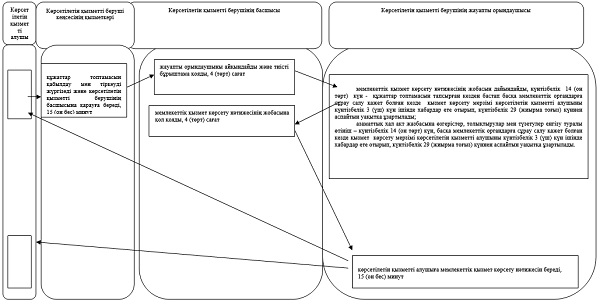 Көрсет
ілетін
қызмет
ті
алушы
Көрсетілетін қызметті беруші
кеңсесінің қызметкері
Көрсетілетін қызметті берушінің басшысы
Көрсетілетін қызметті берушінің жауапты орындаушысы
құжаттар топтамасын
қабылдау мен тіркеуді
жүргізеді және көрсетілетін
қызметті берушінің
басшысына қарауға береді,
15 (он бес) минут
жауапты орындаушыны айқындайды және тиісті
бұрыштама қояды, 4 (төрт) сағат
мемлекеттік қызмет көрсету нәтижесінің жобасына
қол қояды, 4 (төрт) сағат
мемлекеттік қызмет көрсету нәтижесінің жобасын дайындайды, күнтізбелік 14 (он
төрт) күн - құжаттар топтамасын тапсырған кезден бастап басқа мемлекеттік органдарға
сұрау салу қажет болған кезде қызмет көрсету мерзімі көрсетілетін қызметті алушыны
күнтізбелік 3 (үш) күн ішінде хабардар ете отырып, күнтізбелік 29 (жиырма тоғыз) күннен
аспайтын уақытқа ұзартылады;
азаматтық хал акт жазбасына өзгерістер, толықтырулар мен түзетулер енгізу туралы
өтініш – күнтізбелік 14 (он төрт) күн, басқа мемлекеттік органдарға сұрау салу қажет болған
кезде қызмет көрсету мерзімі көрсетілетін қызметті алушыны күнтізбелік 3 (үш) күн ішінде
хабардар ете отырып, күнтізбелік 29 (жиырма тоғыз) күннен аспайтын уақытқа ұзартылады.
көрсетілетін қызметті алушыға мемлекеттік қызмет көрсету нәтижесін береді,
15 (он бес) минут